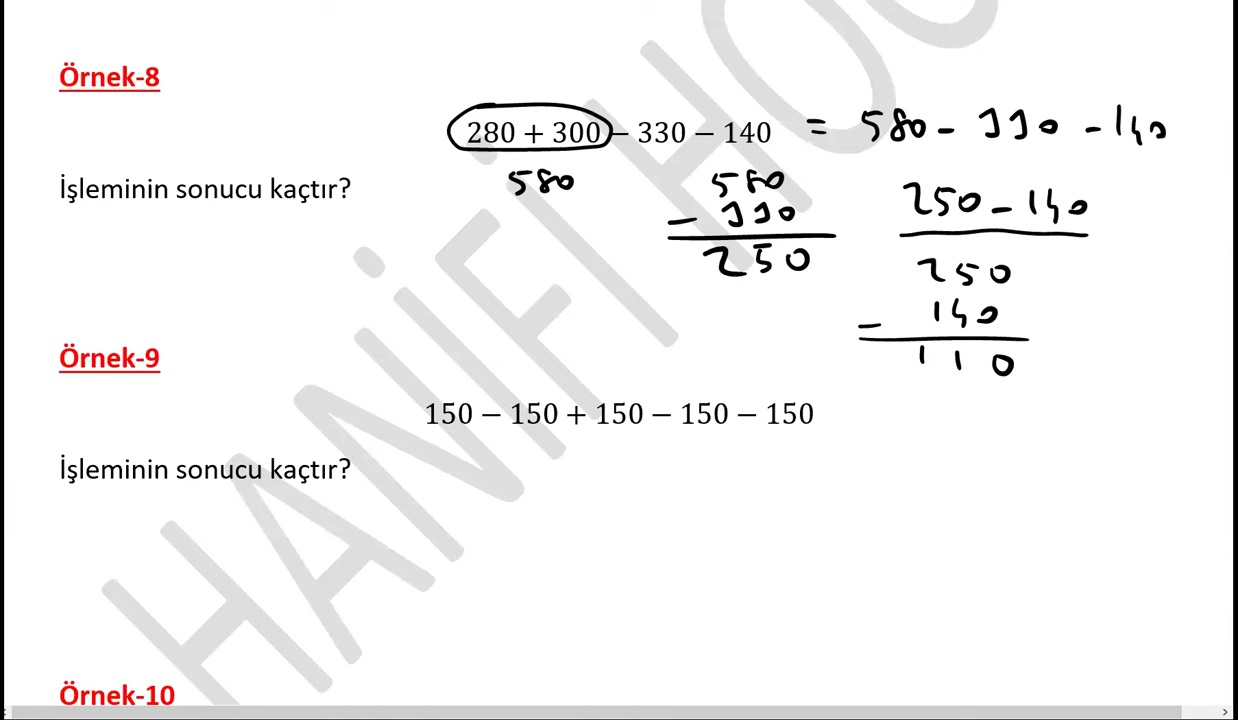 Örnek-8
280 + 300 − 330 − 140 = 580 - 330 - 140
İşleminin sonucu kaçtır?
580
580
- 330
250
250 - 140
250
- 140
110
Örnek-9
150 − 150 + 150 − 150 − 150
İşleminin sonucu kaçtır?
Örnek-10
HANİFİ HO